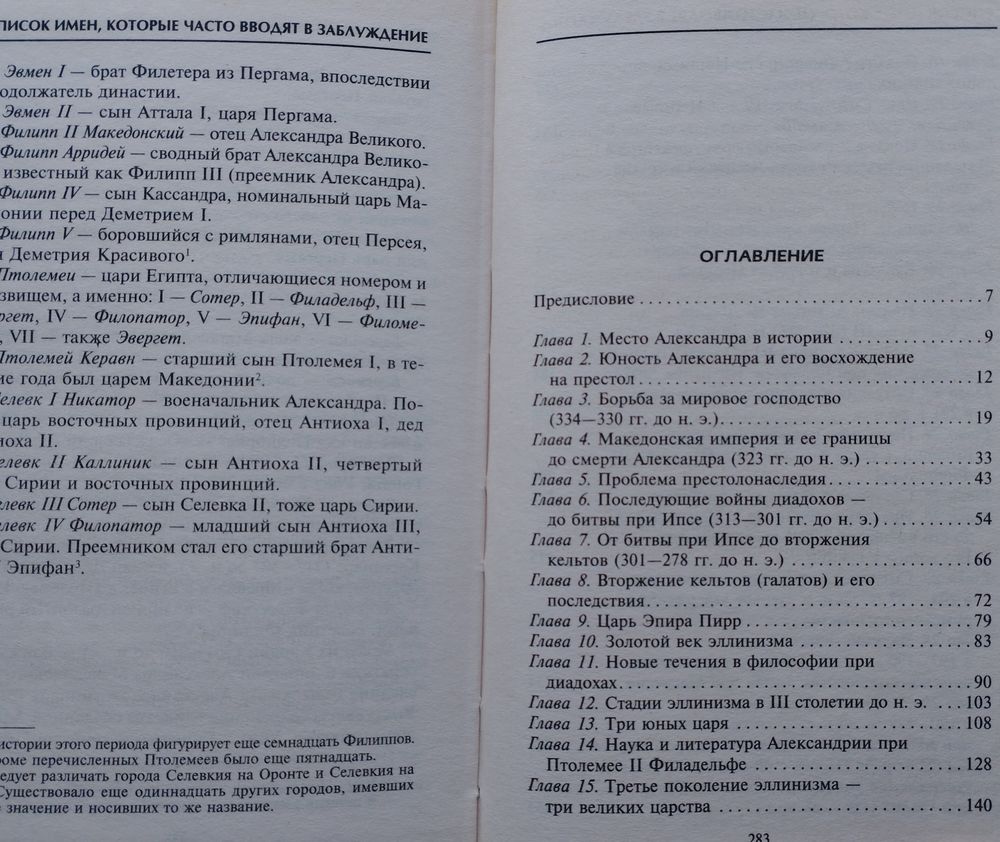 ПИСОК ИМЕН, КОТОРЫЕ ЧАСТО ВВОДЯТ В ЗАБЛУЖДЕНИЕ
Эвмен I — брат Филетера из Пергама, впоследствии
одолжатель династии.
Эвмен II — сын Аттала I, царя Пергама.
Филипп II Македонский — отец Александра Великого.
Филипп Арридей — сводный брат Александра Велико-
известный как Филипп III (преемник Александра).
Филипп IV — сын Кассандра, номинальный царь Ма-
онии перед Деметрием I.
Филипп V — боровшийся с римлянами, отец Персея,
и Деметрия Красивого¹.
Птолемеи — цари Египта, отличающиеся номером и
звищем, а именно: I — Сотер, II — Филадельф, III —
ргет, IV — Филопатор, V — Эпифан, VI — Филоме-
, VII — также Эвергет.
Птолемей Керавн — старший сын Птолемея I, в те-
ие года был царем Македонии².
елевк I Никатор — военачальник Александра. По-
царь восточных провинций, отец Антиоха I, дед
иоха II.
елевк II Каллиник — сын Антиоха II, четвертый
Сирии и восточных провинций.
елевк III Сотер — сын Селевка II, тоже царь Сирии.
елевк IV Филопатор — младший сын Антиоха III,
Сирии. Преемником стал его старший брат Анти-
Эпифан³.
истории этого периода фигурирует еще семнадцать Филиппов.
роме перечисленных Птолемеев было еще пятнадцать.
едует различать города Селевкия на Оронте и Селевкия на
Существовало еще одиннадцать других городов, имевших
значение и носивших то же название.
ОГЛАВЛЕНИЕ
Предисловие . . . . . . . . . . 7
Глава 1. Место Александра в истории . . . . . . . . . . 9
Глава 2. Юность Александра и его восхождение
на престол . . . . . . . . . . 12
Глава 3. Борьба за мировое господство
(334—330 гг. до н. э.). . . . . . . . . . 19
Глава 4. Македонская империя и ее границы
до смерти Александра (323 гг. до н. э.) . . . . . . . . . . 33
Глава 5. Проблема престолонаследия . . . . . . . . . . 43
Глава 6. Последующие войны диадохов —
до битвы при Ипсе (313—301 гг. до н. э.) . . . . . . . . . . 54
Глава 7. От битвы при Ипсе до вторжения
кельтов (301—278 гг. до н. э.) . . . . . . . . . . 66
Глава 8. Вторжение кельтов (галатов) и его
последствия. . . . . . . . . . 72
Глава 9. Царь Эпира Пирр . . . . . . . . . . 79
Глава 10. Золотой век эллинизма . . . . . . . . . . 83
Глава 11. Новые течения в философии при
диадохах. . . . . . . . . . 90
Глава 12. Стадии эллинизма в III столетии до н. э. . . . 103
Глава 13. Три юных царя . . . . . . . . . . 108
Глава 14. Наука и литература Александрии при
Птолемее II Филадельфе . . . . . . . . . . 128
Глава 15. Третье поколение эллинизма —
три великих царства . . . . . . . . . . 140
283